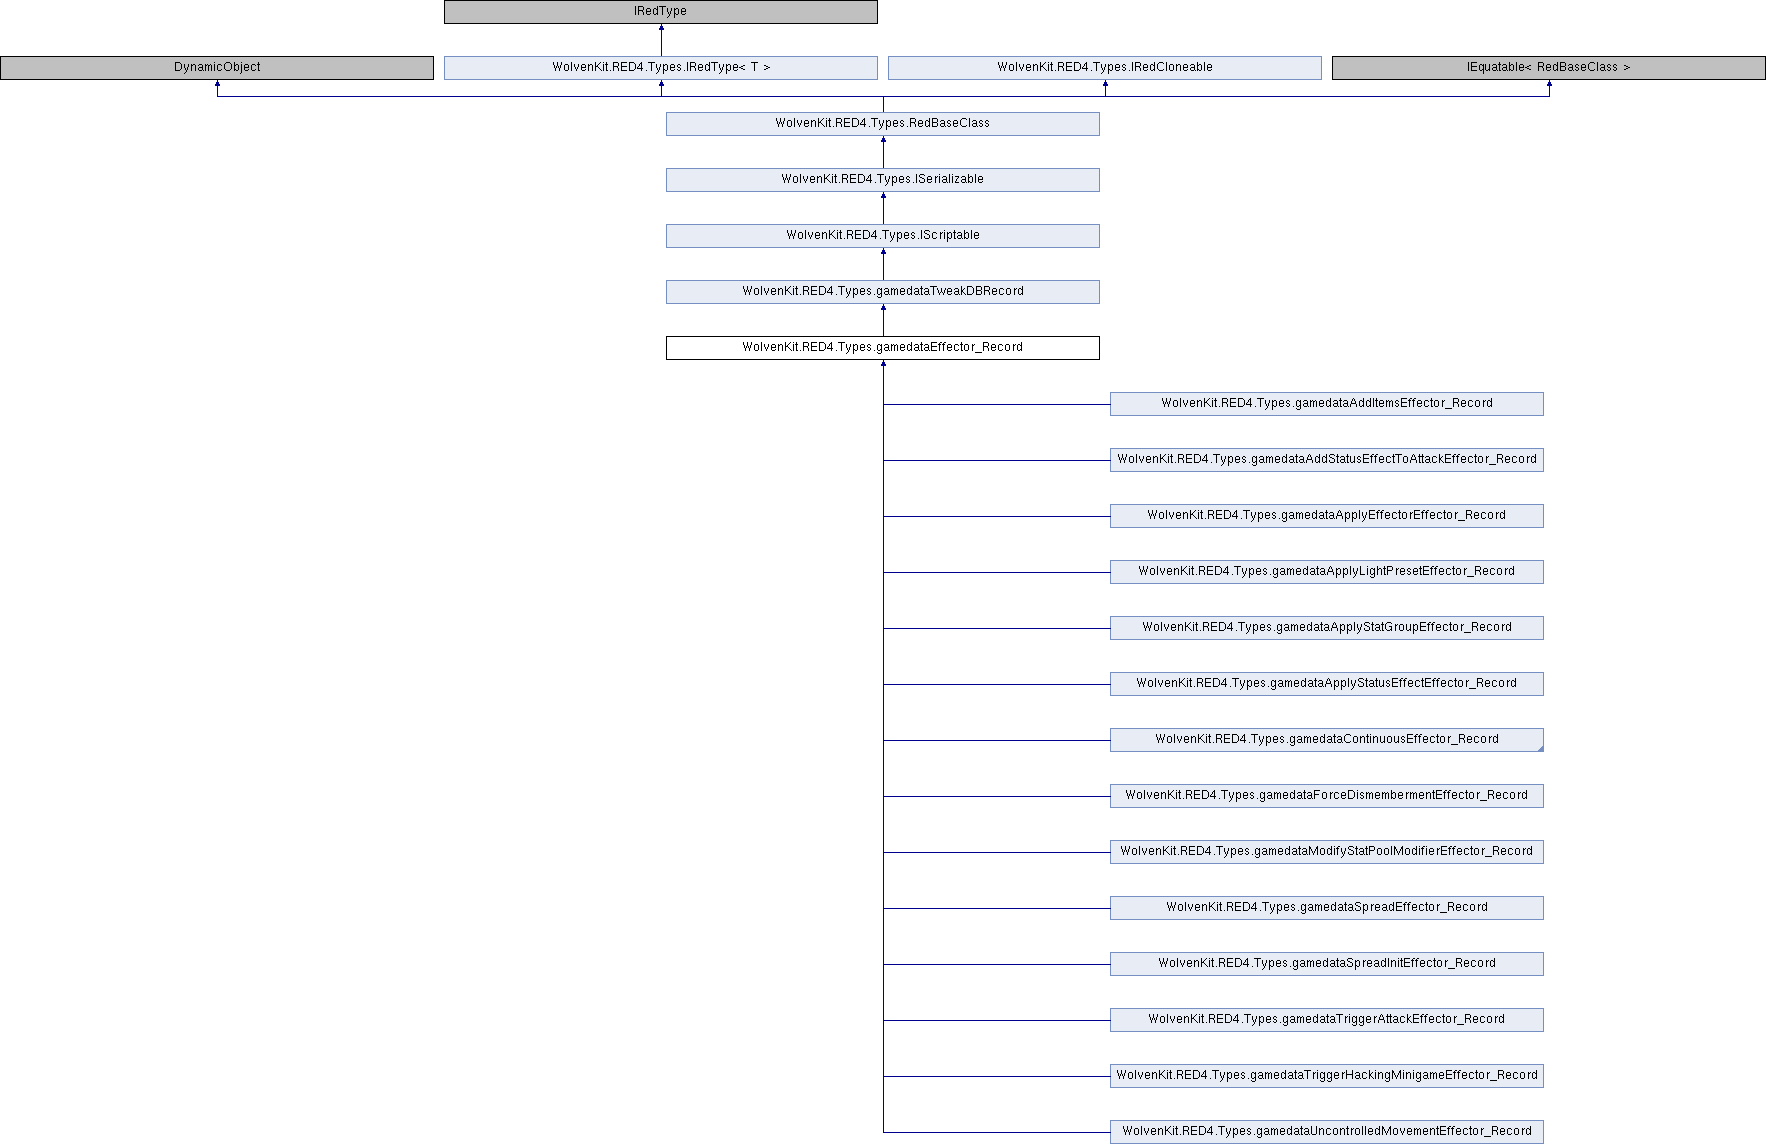 IRedType
DynamicObject
WolvenKit.RED4.Types.IRedType< T >
WolvenKit.RED4.Types.IRedCloneable
IEquatable< RedBaseClass >
WolvenKit.RED4.Types.RedBaseClass
WolvenKit.RED4.Types.ISerializable
WolvenKit.RED4.Types.IScriptable
WolvenKit.RED4.Types.gamedataTweakDBRecord
WolvenKit.RED4.Types.gamedataEffector_Record
WolvenKit.RED4.Types.gamedataAddItemsEffector_Record
WolvenKit.RED4.Types.gamedataAddStatusEffectToAttackEffector_Record
WolvenKit.RED4.Types.gamedataApplyEffectorEffector_Record
WolvenKit.RED4.Types.gamedataApplyLightPresetEffector_Record
WolvenKit.RED4.Types.gamedataApplyStatGroupEffector_Record
WolvenKit.RED4.Types.gamedataApplyStatusEffectEffector_Record
WolvenKit.RED4.Types.gamedataContinuousEffector_Record
WolvenKit.RED4.Types.gamedataForceDismembermentEffector_Record
WolvenKit.RED4.Types.gamedataModifyStatPoolModifierEffector_Record
WolvenKit.RED4.Types.gamedataSpreadEffector_Record
WolvenKit.RED4.Types.gamedataSpreadInitEffector_Record
WolvenKit.RED4.Types.gamedataTriggerAttackEffector_Record
WolvenKit.RED4.Types.gamedataTriggerHackingMinigameEffector_Record
WolvenKit.RED4.Types.gamedataUncontrolledMovementEffector_Record